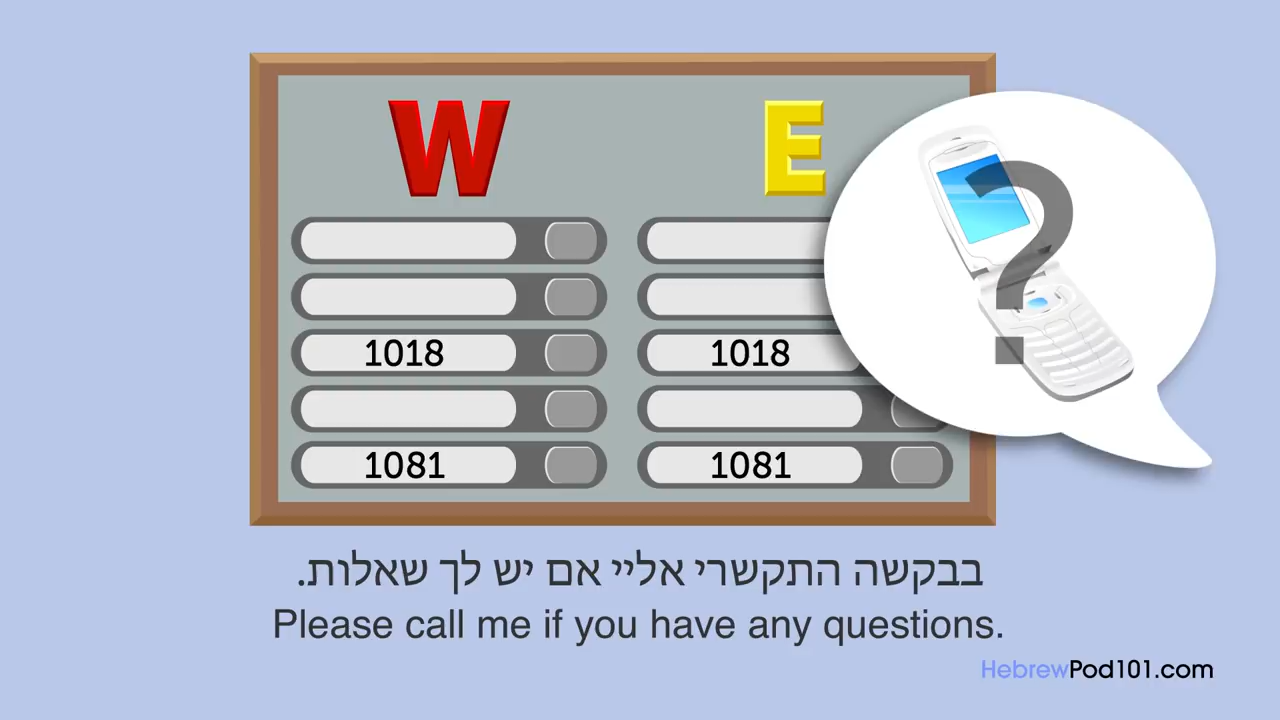 W E
1018 1018
1081 1081
בבקשה התקשרי אליי אם יש לך שאלות.
Please call me if you have any questions.
HebrewPod101.com